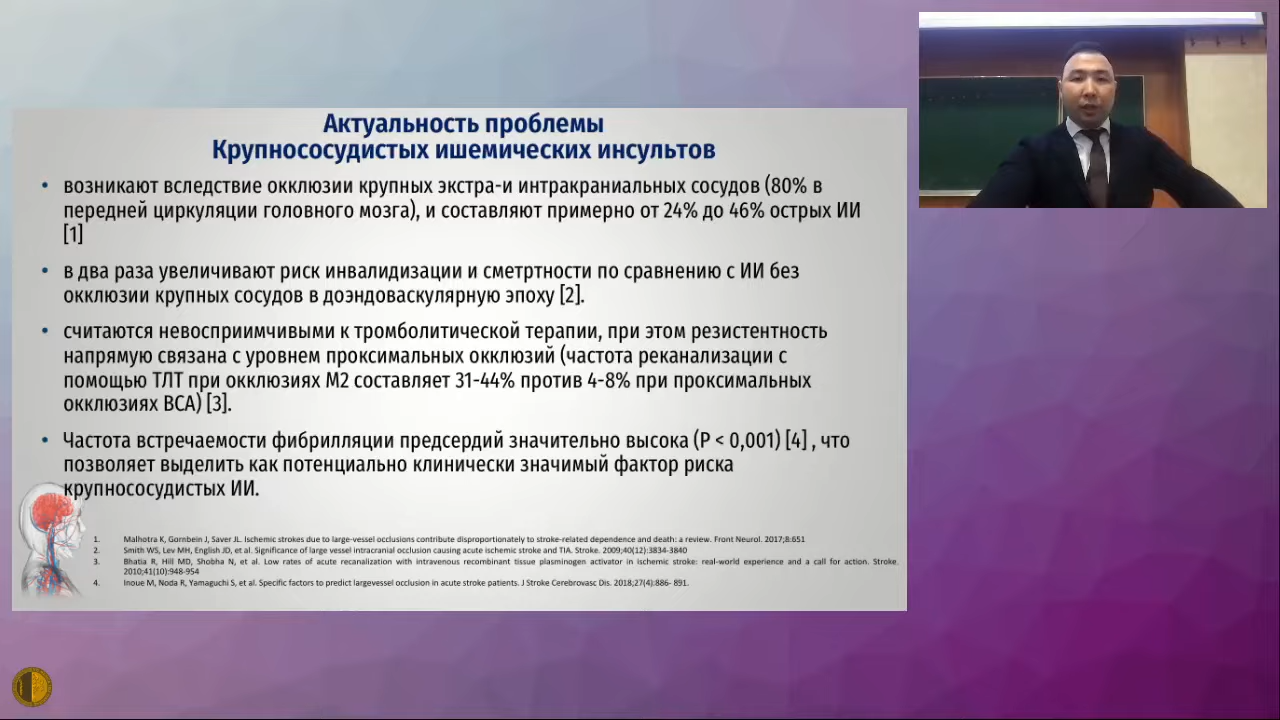 Актуальность проблемы
Крупнососудистых ишемических инсультов
• возникают вследствие окклюзии крупных экстра-и интракраниальных сосудов (80% в
передней циркуляции головного мозга), и составляют примерно от 24% до 46% острых ИИ
[1]
• в два раза увеличивают риск инвалидизации и сметртности по сравнению с ИИ без
окклюзии крупных сосудов в доэндоваскулярную эпоху [2].
• считаются невосприимчивыми к тромболитической терапии, при этом резистентность
напрямую связана с уровнем проксимальных окклюзий (частота реканализации с
помощью ТЛТ при окклюзиях М2 составляет 31-44% против 4-8% при проксимальных
окклюзиях ВСА) [3].
• Частота встречаемости фибрилляции предсердий значительно высока (P < 0,001) [4] , что
позволяет выделить как потенциально клинически значимый фактор риска
крупнососудистых ИИ.
1. Malhotra K, Gornbein J, Saver JL. Ischemic strokes due to large-vessel occlusions contribute disproportionately to stroke-related dependence and death: a review. Front Neurol. 2017;8:651
2. Smith WS, Lev MH, English JD, et al. Significance of large vessel intracranial occlusion causing acute ischemic stroke and TIA. Stroke. 2009;40(12):3834-3840
3. Bhatia R, Hill MD, Shobha N, et al. Low rates of acute recanalization with intravenous recombinant tissue plasminogen activator in ischemic stroke: real-world experience and a call for action. Stroke.
2010;41(10):948-954
4. Inoue M, Noda R, Yamaguchi S, et al. Specific factors to predict largevessel occlusion in acute stroke patients. J Stroke Cerebrovasc Dis. 2018;27(4):886- 891.